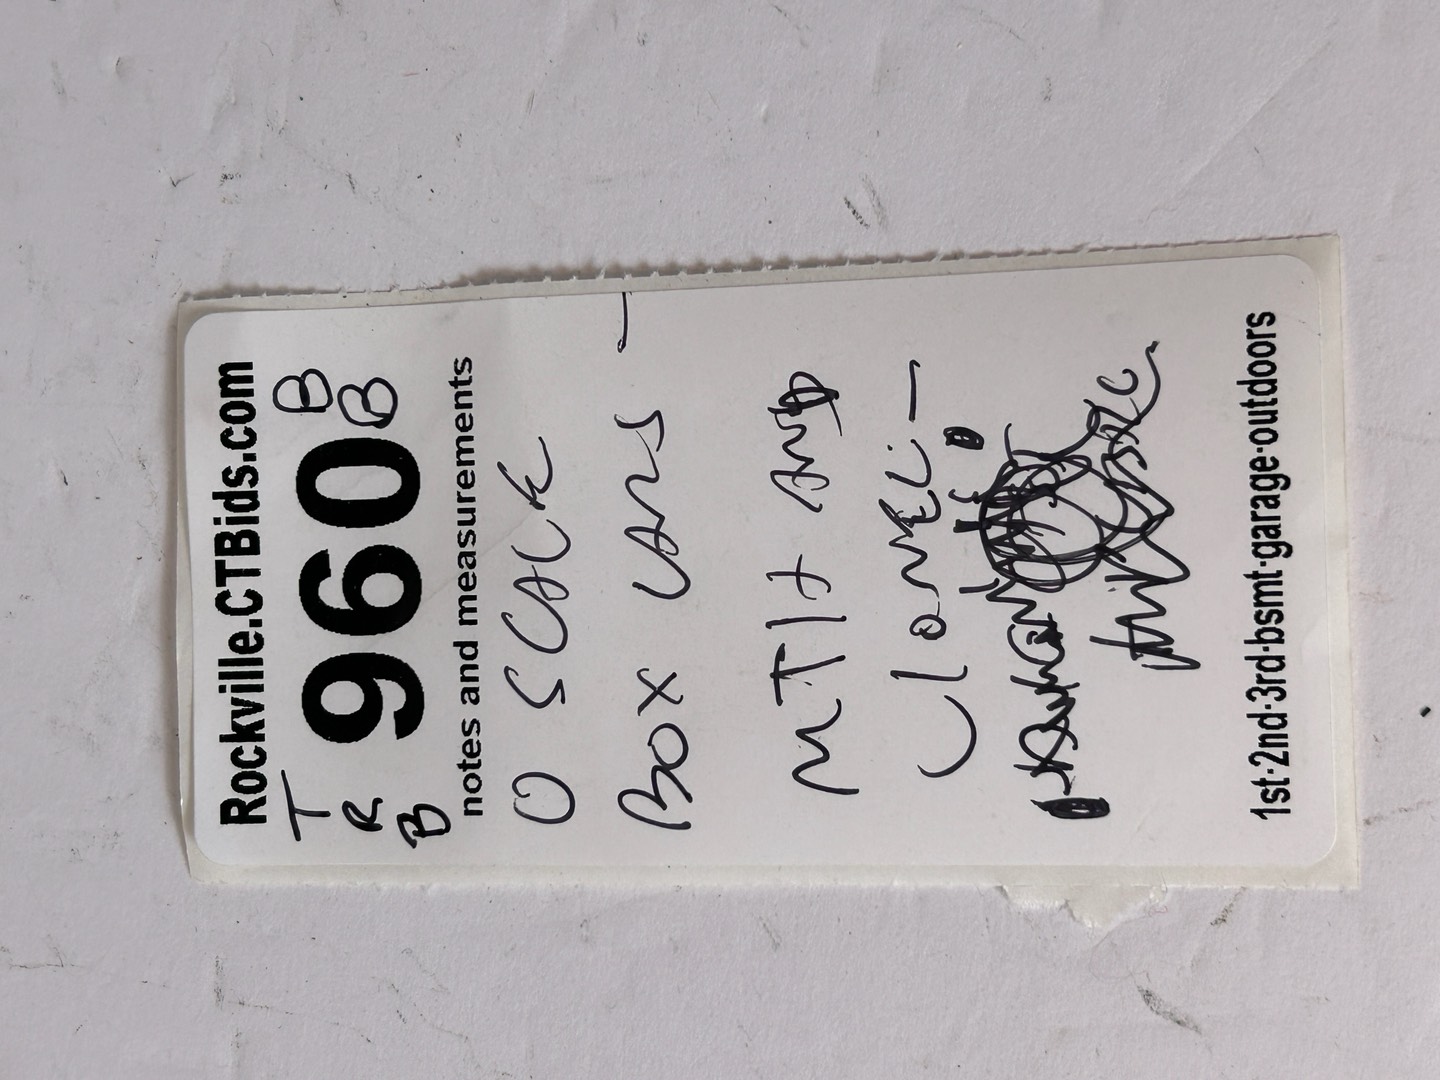 Rockville.CTBids.com
T B
R 960 B
B
notes and measurements
O SCALE
BOX CARS -
MTH AND
LIONEL -
1st-2nd-3rd-bsmt-garage-outdoors